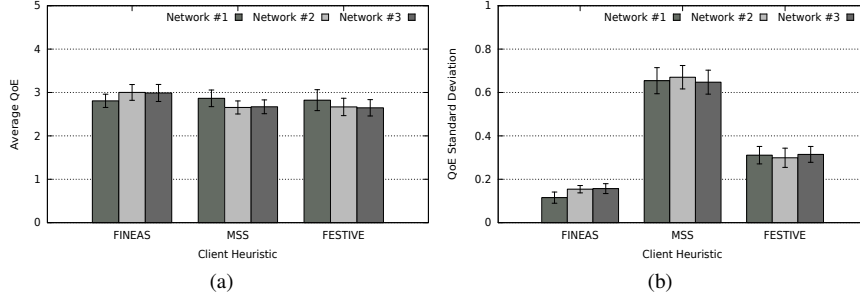 Network #1 Network #2 Network #3
5
4
3
2
1
0
Average QoE
FINEAS MSS FESTIVE
Client Heuristic
(a)
Network #1 Network #2 Network #3
1
0.8
0.6
0.4
0.2
0
QoE Standard Deviation
FINEAS MSS FESTIVE
Client Heuristic
(b)